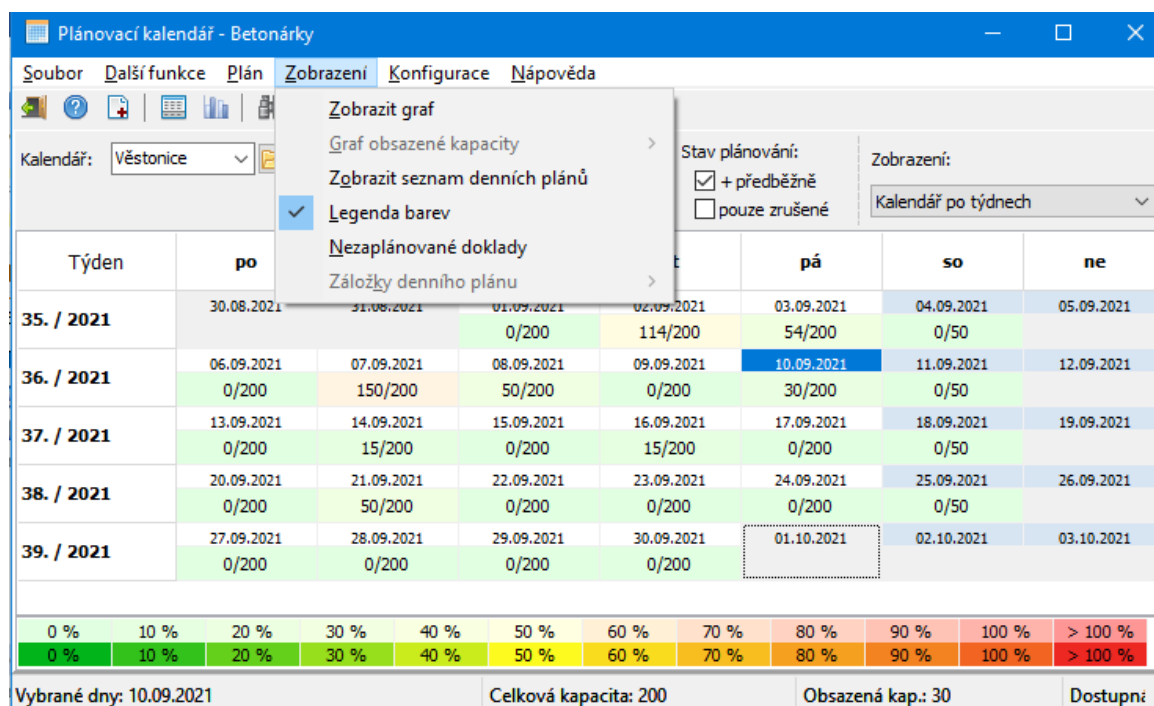 Plánovací kalendář - Betonárky
Soubor Další funkce Plán Zobrazení Konfigurace Nápověda
Zobrazit graf
Graf obsazené kapacity
Zobrazit seznam denních plánů
Legenda barev
Nezaplánované doklady
Záložky denního plánu
Kalendář: Věstonice
Stav plánování:
+ předběžně
pouze zrušené
Zobrazení:
Kalendář po týdnech
Týden po t pá so ne
35. / 2021 30.08.2021 31.08.2021 01.09.2021 02.09.2021 03.09.2021 04.09.2021 05.09.2021
0/200 114/200 54/200 0/50
36. / 2021 06.09.2021 07.09.2021 08.09.2021 09.09.2021 10.09.2021 11.09.2021 12.09.2021
0/200 150/200 50/200 0/200 30/200 0/50
37. / 2021 13.09.2021 14.09.2021 15.09.2021 16.09.2021 17.09.2021 18.09.2021 19.09.2021
0/200 15/200 0/200 15/200 0/200 0/50
38. / 2021 20.09.2021 21.09.2021 22.09.2021 23.09.2021 24.09.2021 25.09.2021 26.09.2021
0/200 50/200 0/200 0/200 0/200 0/50
39. / 2021 27.09.2021 28.09.2021 29.09.2021 30.09.2021 01.10.2021 02.10.2021 03.10.2021
0/200 0/200 0/200 0/200
0 % 10 % 20 % 30 % 40 % 50 % 60 % 70 % 80 % 90 % 100 % > 100 %
0 % 10 % 20 % 30 % 40 % 50 % 60 % 70 % 80 % 90 % 100 % > 100 %
Vybrané dny: 10.09.2021 Celková kapacita: 200 Obsazená kap.: 30 Dostupná